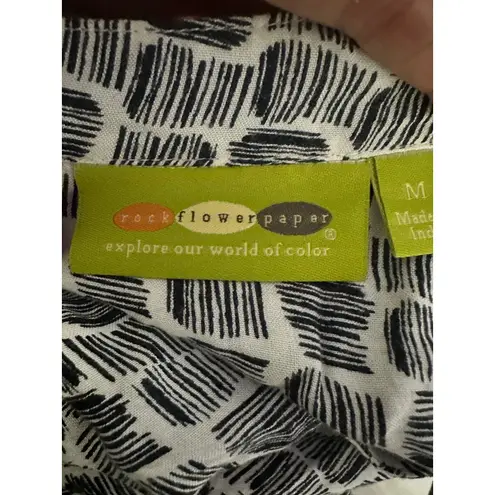 rockflowerpaper®
explore our world of color
M
Made
Ind